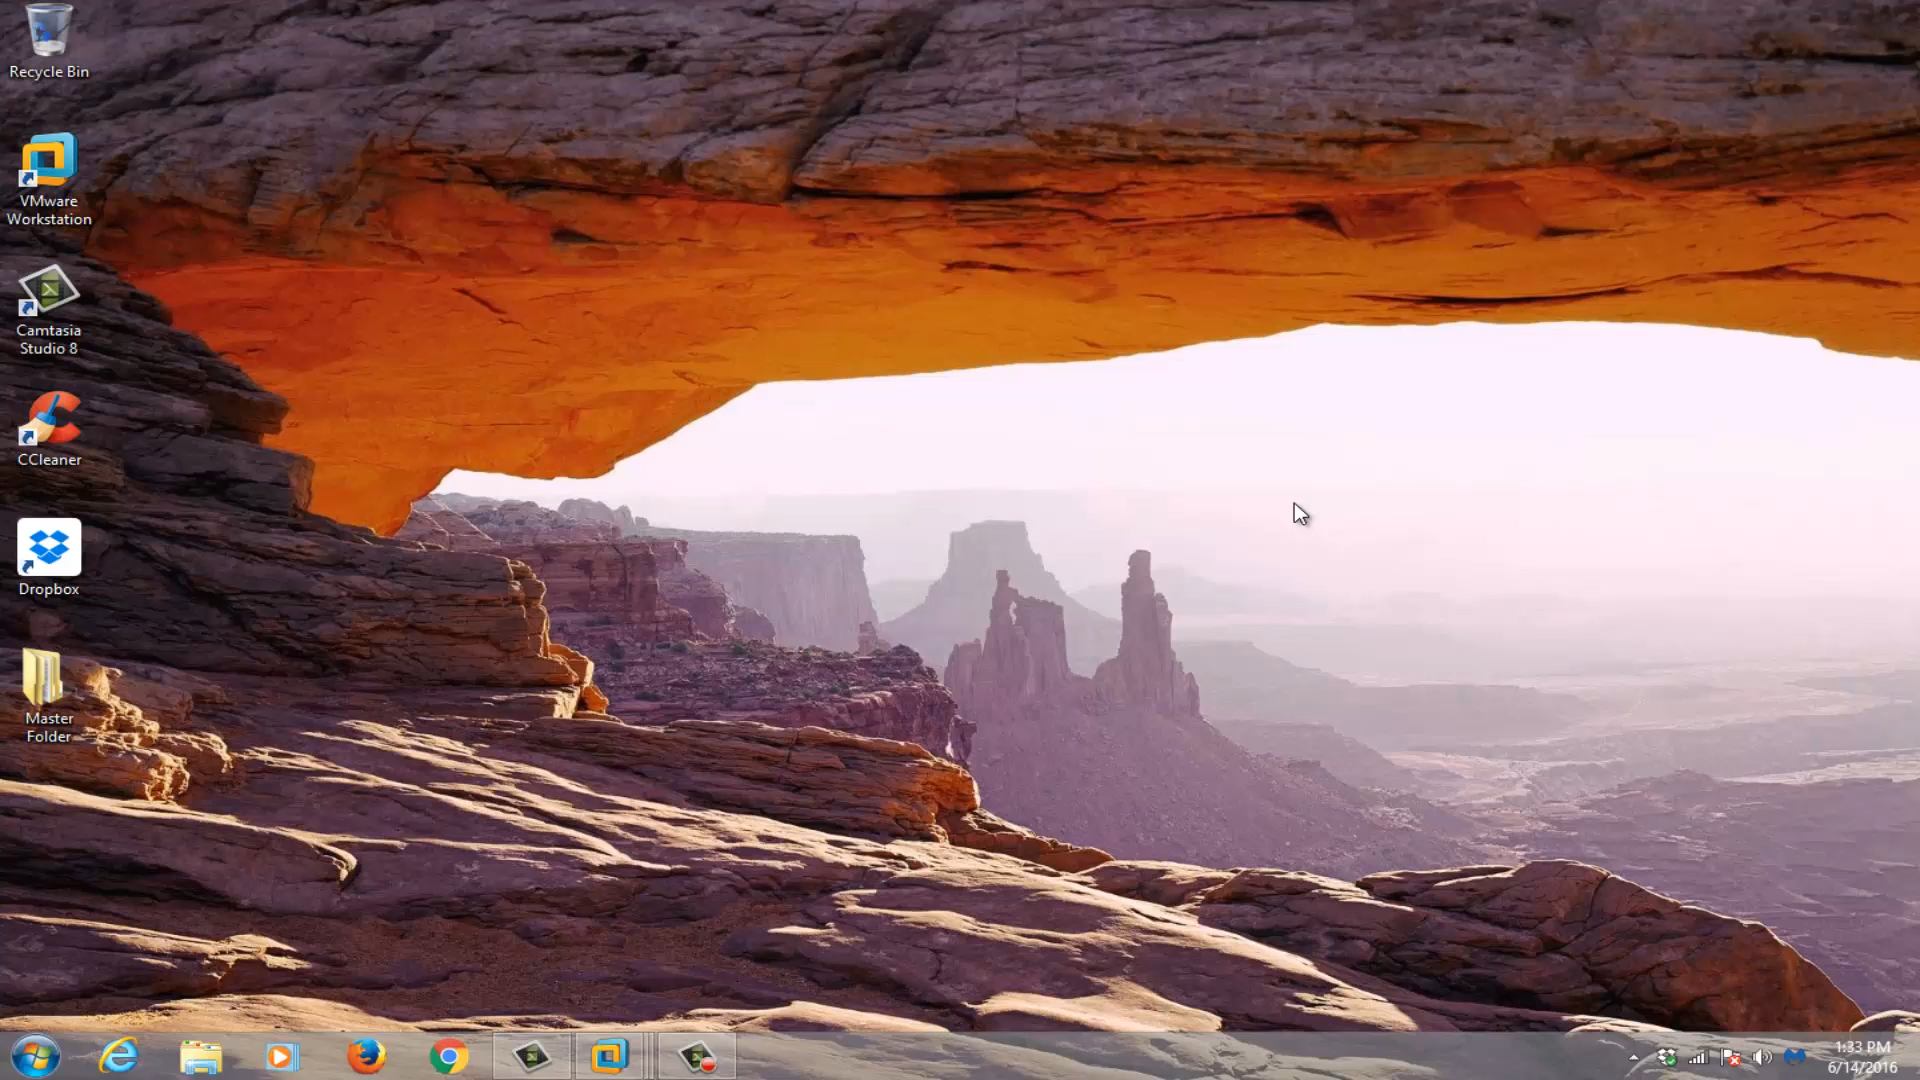 Recycle Bin
VMware
Workstation
Camtasia
Studio 8
CCleaner
Dropbox
Master
Folder
1:33 PM
6/14/2016